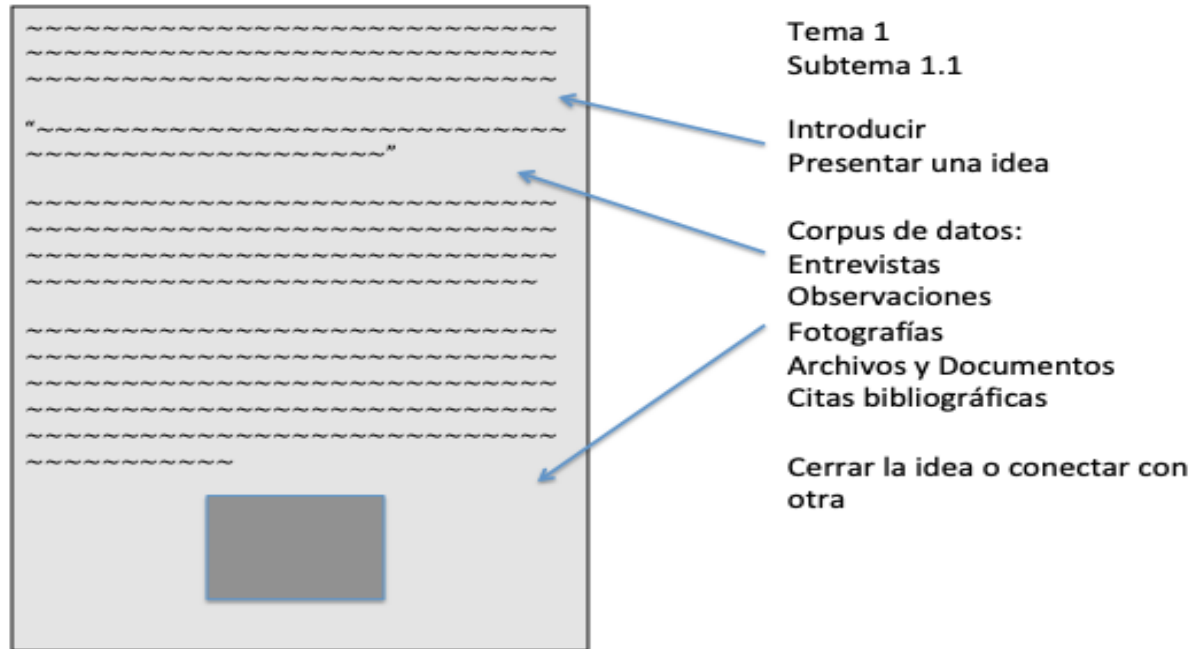 Tema 1
Subtema 1.1
Introducir
Presentar una idea
Corpus de datos:
Entrevistas
Observaciones
Fotografías
Archivos y Documentos
Citas bibliográficas
Cerrar la idea o conectar con
otra